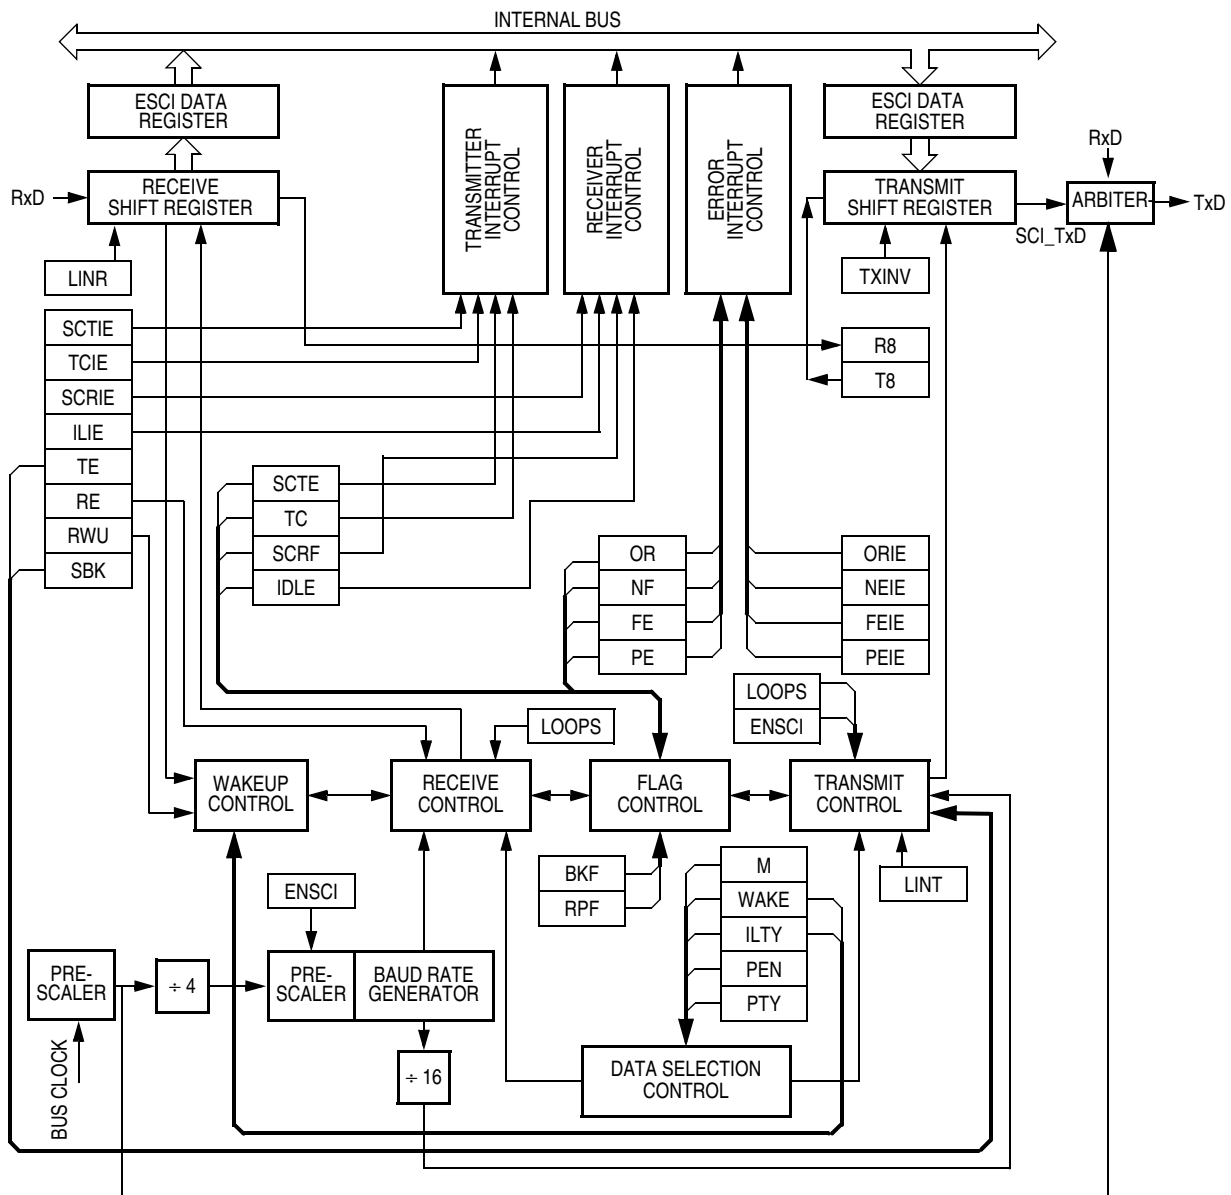 INTERNAL BUS
ESCI DATA
REGISTER
ESCI DATA
REGISTER
TRANSMITTER
INTERRUPT
CONTROL
RECEIVER
INTERRUPT
CONTROL
ERROR
INTERRUPT
CONTROL
RxD
RxD
RECEIVE
SHIFT REGISTER
TRANSMIT
SHIFT REGISTER
ARBITER
TxD
SCI_TxD
LINR
TXINV
SCTIE
TCIE
SCRIE
ILIE
TE
RE
RWU
SBK
R8
T8
SCTE
TC
SCRF
IDLE
OR
NF
FE
PE
ORIE
NEIE
FEIE
PEIE
LOOPS
LOOPS
ENSCI
WAKEUP
CONTROL
RECEIVE
CONTROL
FLAG
CONTROL
TRANSMIT
CONTROL
BKF
RPF
M
WAKE
ILTY
PEN
PTY
LINT
ENSCI
PRE-
SCALER
÷ 4
PRE-
SCALER
BAUD RATE
GENERATOR
BUS CLOCK
÷ 16
DATA SELECTION
CONTROL